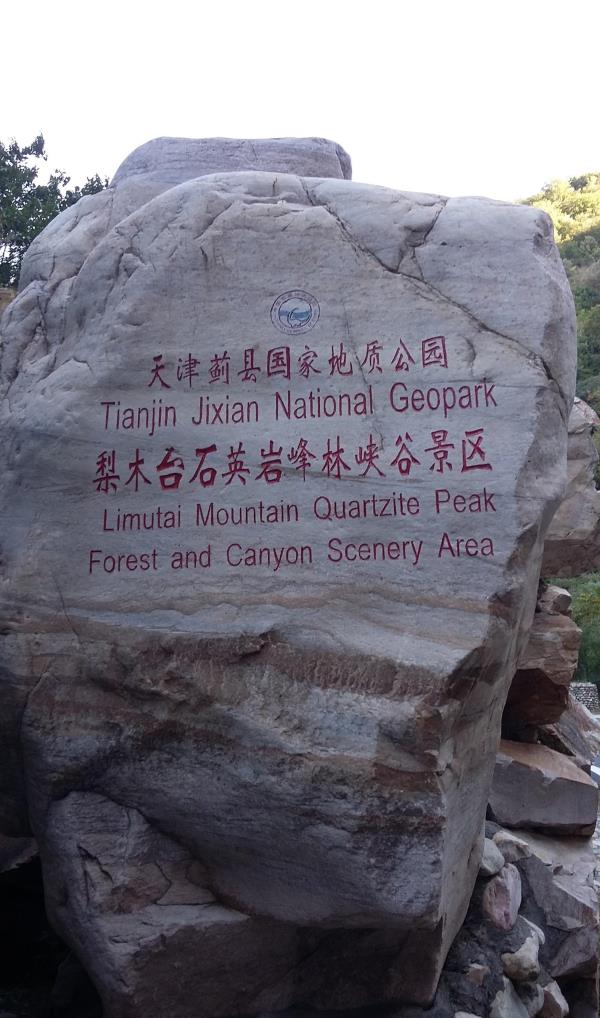 天津蓟县国家地质公园
Tianjin Jixian National Geopark
梨木台石英岩峰林峡谷景区
Limutai Mountain Quartzite Peak
Forest and Canyon Scenery Area